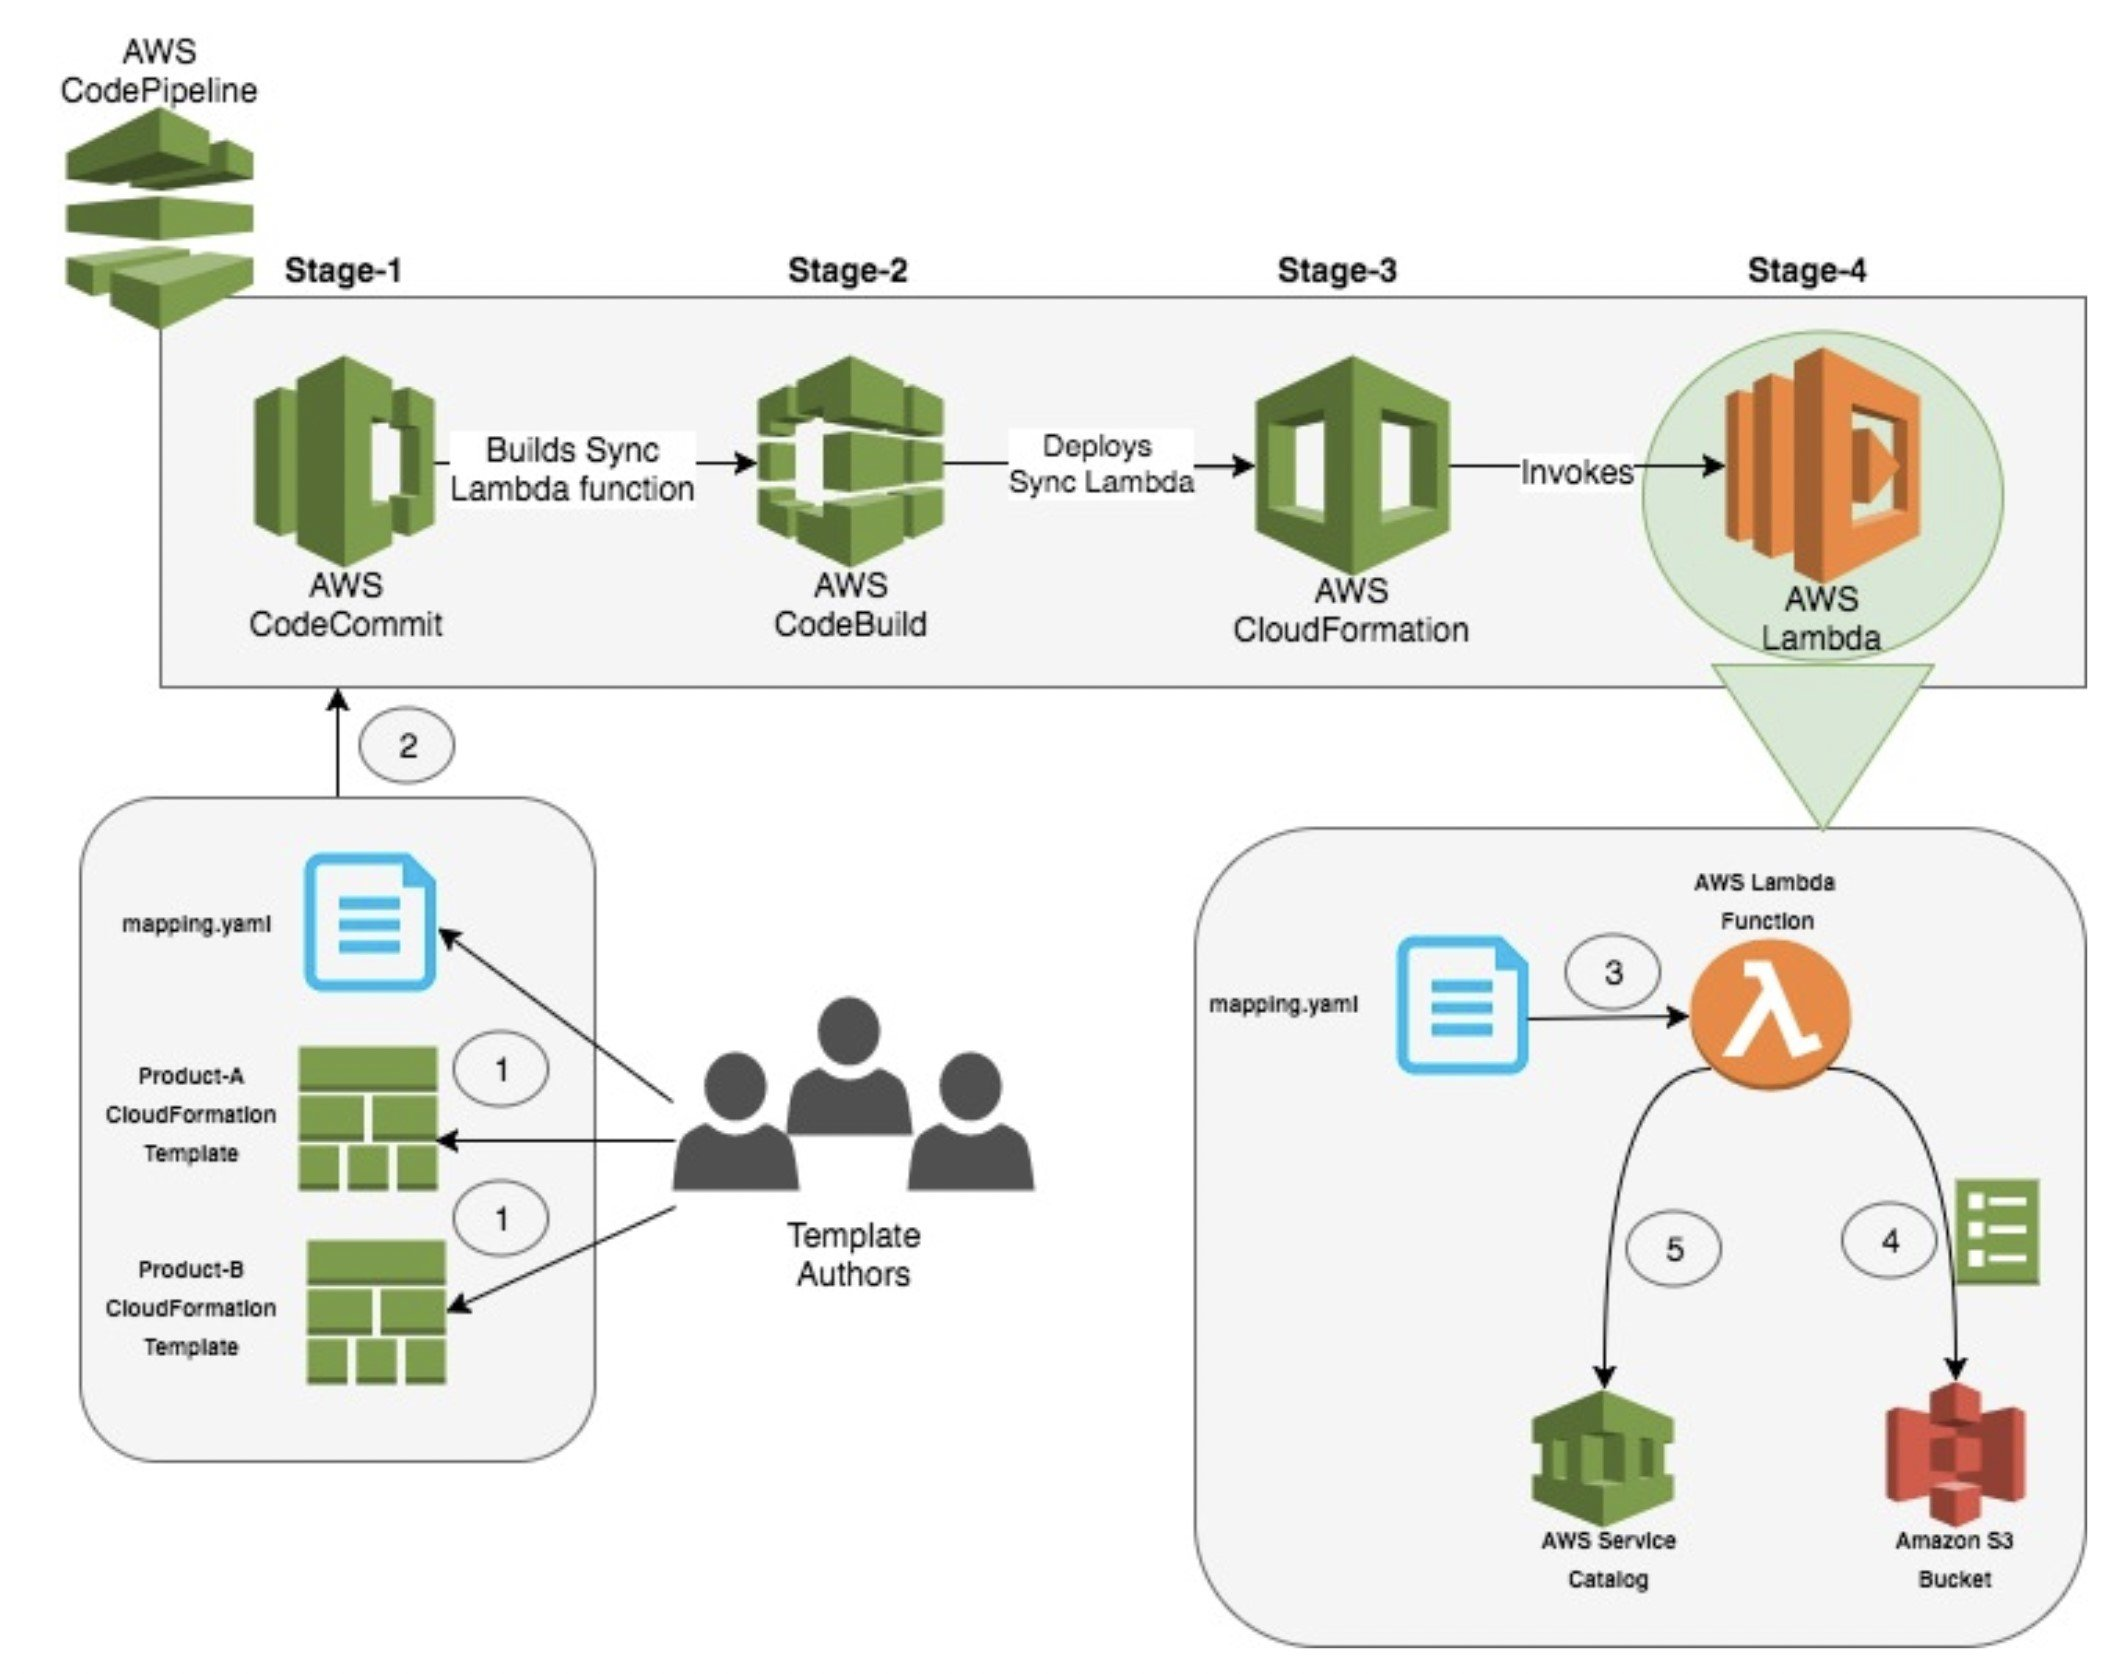 AWS
CodePipeline
Stage-1
Stage-2
Stage-3
Stage-4
Builds Sync
Lambda function
Deploys
Sync Lambda
Invokes
AWS
CodeCommit
AWS
CodeBuild
AWS
CloudFormation
AWS
Lambda
2
mapping.yaml
1
Product-A
CloudFormation
Template
1
Product-B
CloudFormation
Template
Template
Authors
AWS Lambda
Function
mapping.yaml
3
5
4
AWS Service
Catalog
Amazon S3
Bucket